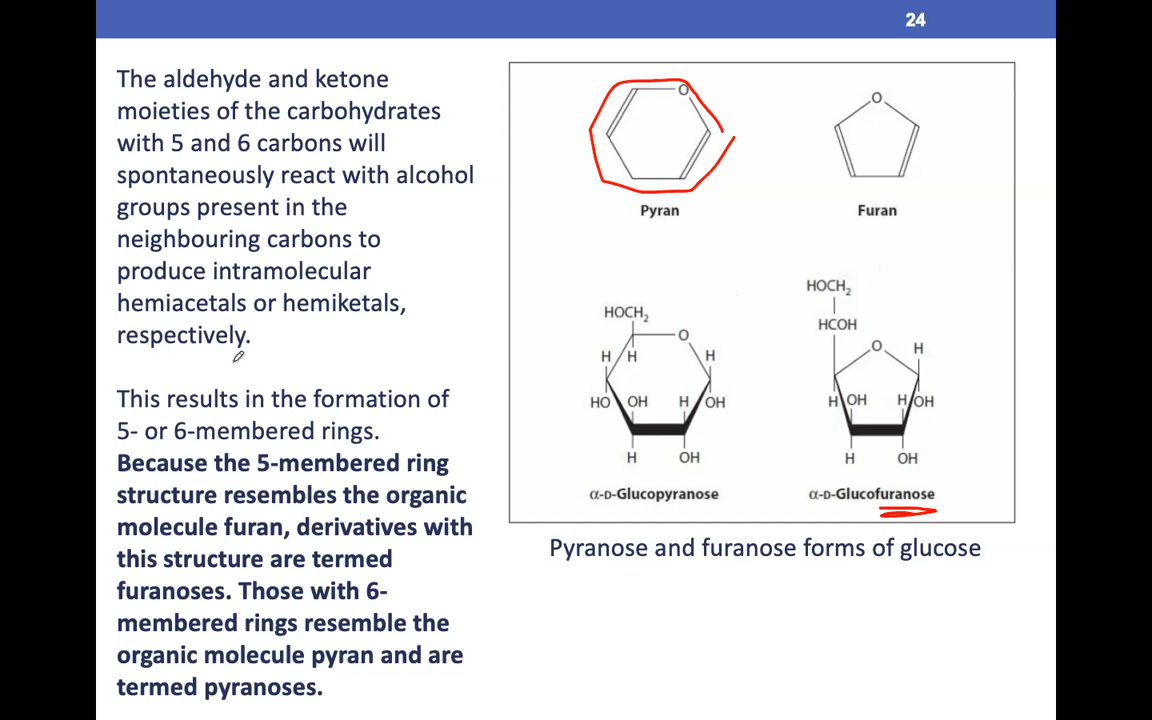 24
The aldehyde and ketone
moieties of the carbohydrates
with 5 and 6 carbons will
spontaneously react with alcohol
groups present in the
neighbouring carbons to
produce intramolecular
hemiacetals or hemiketals,
respectively.
This results in the formation of
5- or 6-membered rings.
Because the 5-membered ring
structure resembles the organic
molecule furan, derivatives with
this structure are termed
furanoses. Those with 6-
membered rings resemble the
organic molecule pyran and are
termed pyranoses.
O
Pyran
O
Furan
HOCH₂
O
H H H
HO OH H OH
H OH
α-D-Glucopyranose
HOCH₂
HCOH
O H
H OH H OH
H OH
α-D-Glucofuranose
Pyranose and furanose forms of glucose